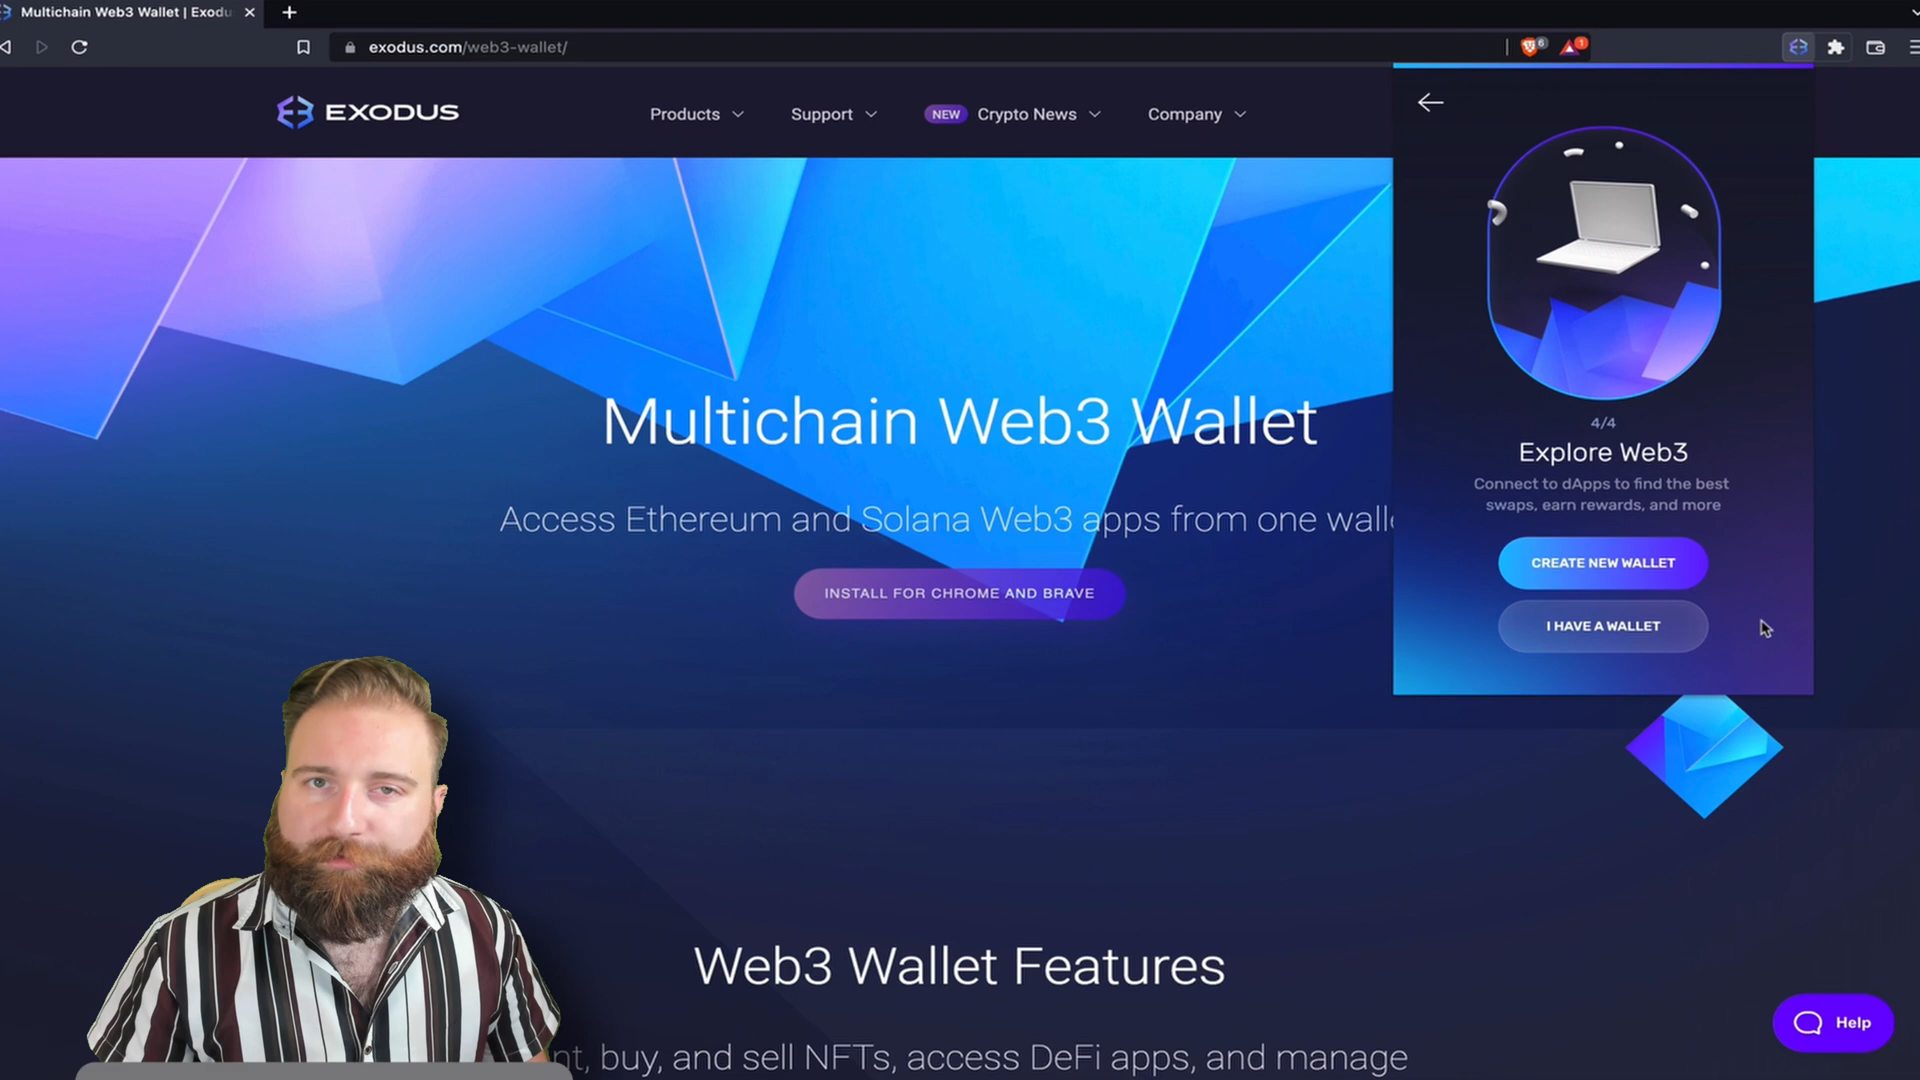 Multichain Web3 Wallet | Exodu
exodus.com/web3-wallet/
6
1
EXODUS
Products
Support
NEW Crypto News
Company
Multichain Web3 Wallet
Access Ethereum and Solana Web3 apps from one
INSTALL FOR CHROME AND BRAVE
4/4
Explore Web3
Connect to dApps to find the best
swaps, earn rewards, and more
CREATE NEW WALLET
I HAVE A WALLET
Web3 Wallet Features
buy, and sell NFTs, access DeFi apps, and manage
Help